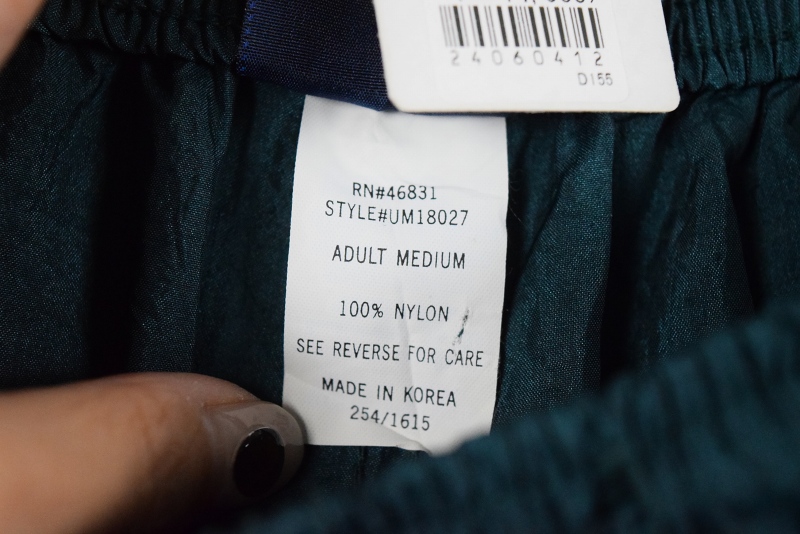 24060412
D155
RN#46831
STYLE#UM18027
ADULT MEDIUM
100% NYLON
SEE REVERSE FOR CARE
MADE IN KOREA
254/1615